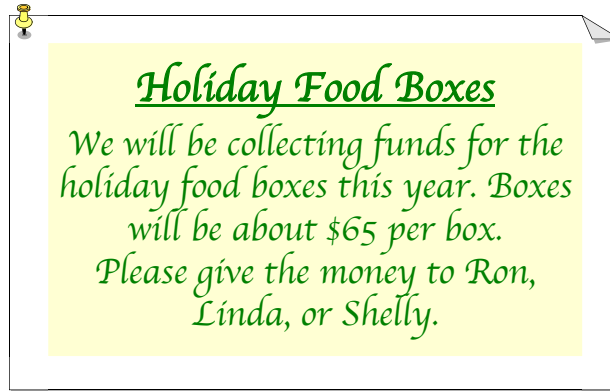 Holiday Food Boxes
We will be collecting funds for the
holiday food boxes this year. Boxes
will be about $65 per box.
Please give the money to Ron,
Linda, or Shelly.